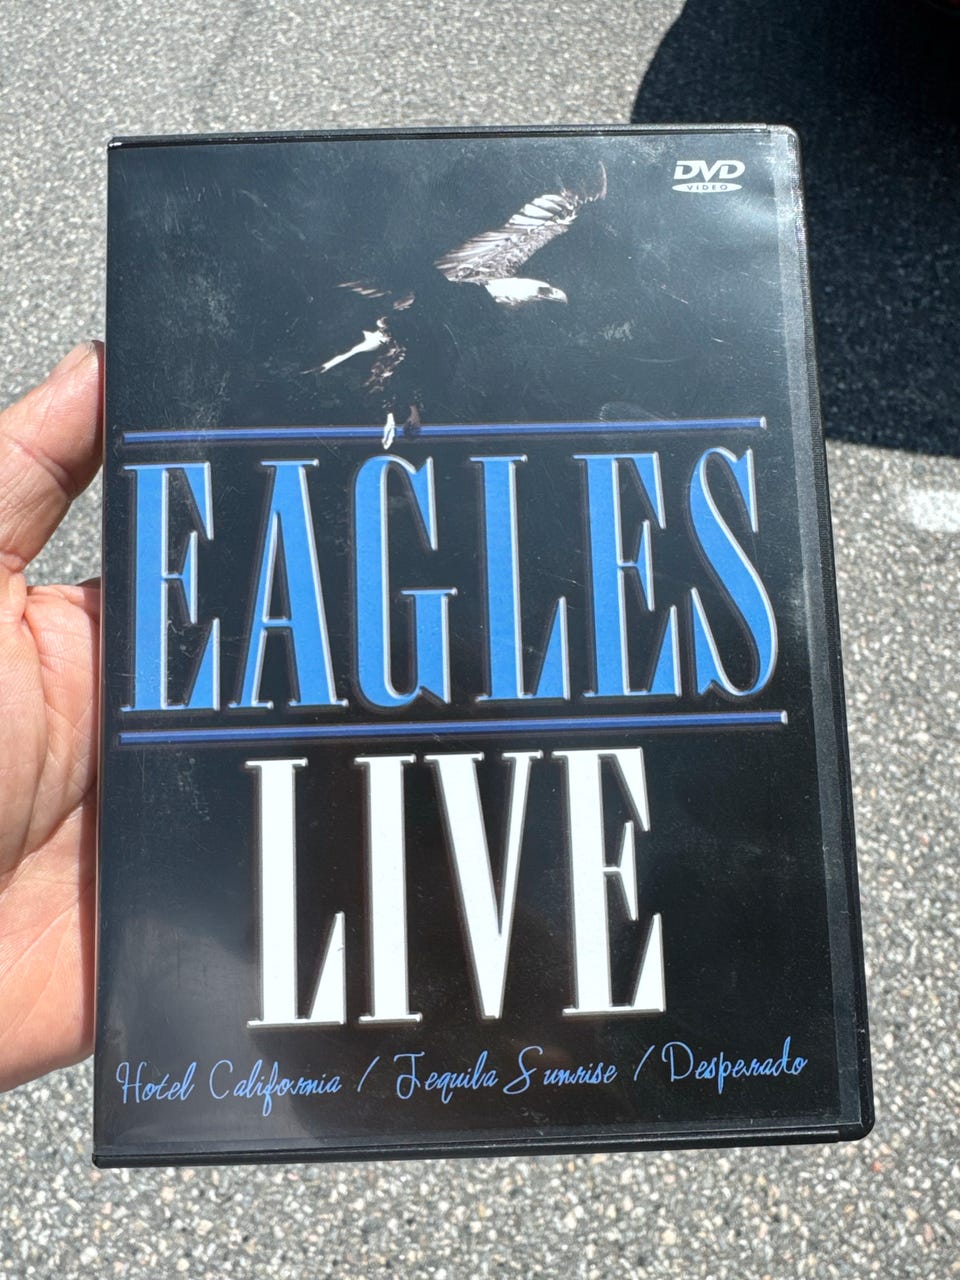 DVD
VIDEO
EAGLES
LIVE
Hotel California / Tequila Sunrise / Desperado